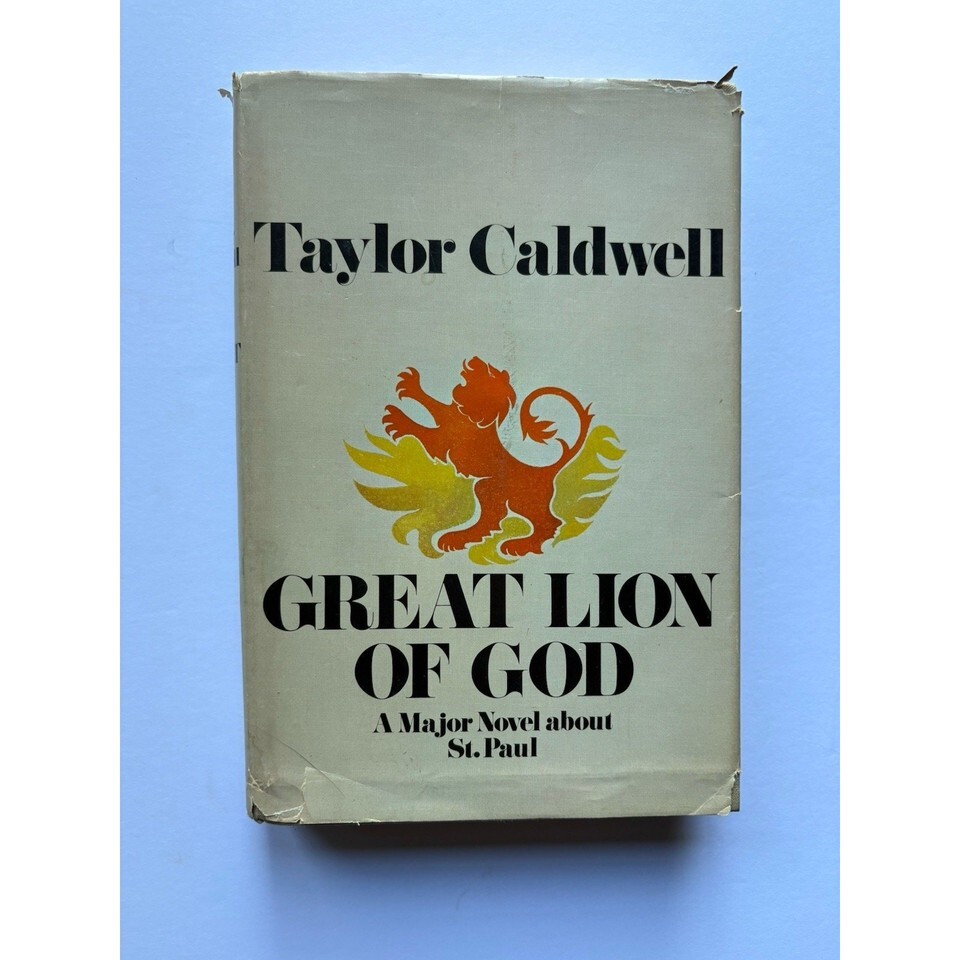 Taylor Caldwell
GREAT LION
OF GOD
A Major Novel about
St. Paul